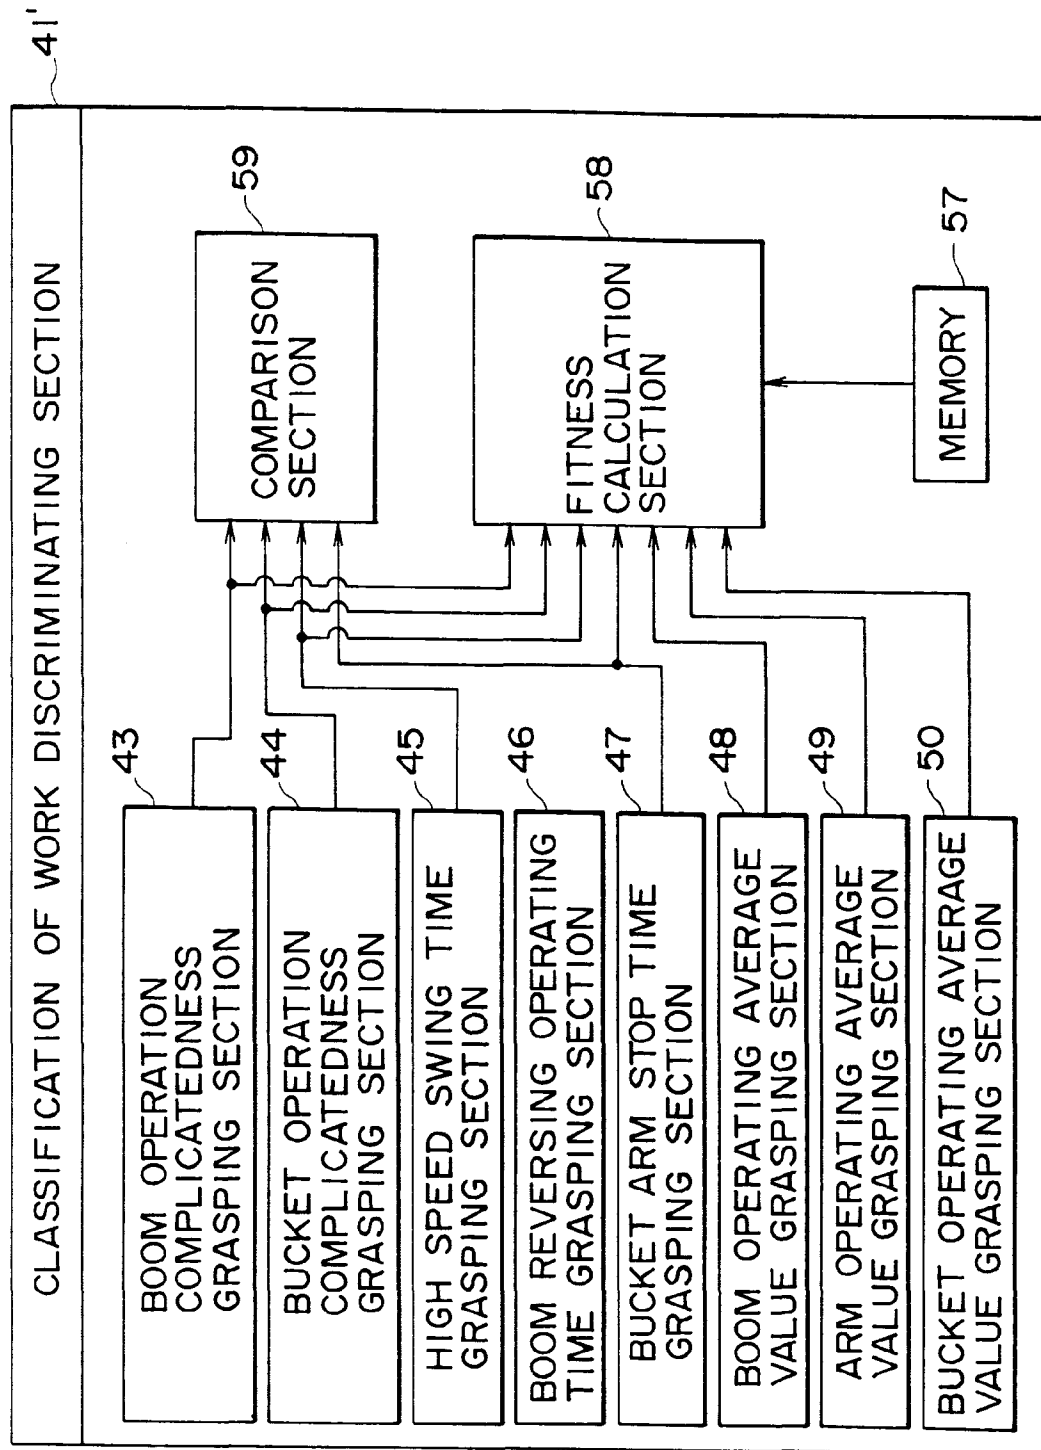 CLASSIFICATION OF WORK DISCRIMINATING SECTION
41'
BOOM OPERATION
COMPLICATEDNESS
GRASPING SECTION
43
BUCKET OPERATION
COMPLICATEDNESS
GRASPING SECTION
44
HIGH SPEED SWING TIME
GRASPING SECTION
45
BOOM REVERSING OPERATING
TIME GRASPING SECTION
46
BUCKET ARM STOP TIME
GRASPING SECTION
47
BOOM OPERATING AVERAGE
VALUE GRASPING SECTION
48
ARM OPERATING AVERAGE
VALUE GRASPING SECTION
49
BUCKET OPERATING AVERAGE
VALUE GRASPING SECTION
50
COMPARISON
SECTION
59
FITNESS
CALCULATION
SECTION
58
MEMORY
57